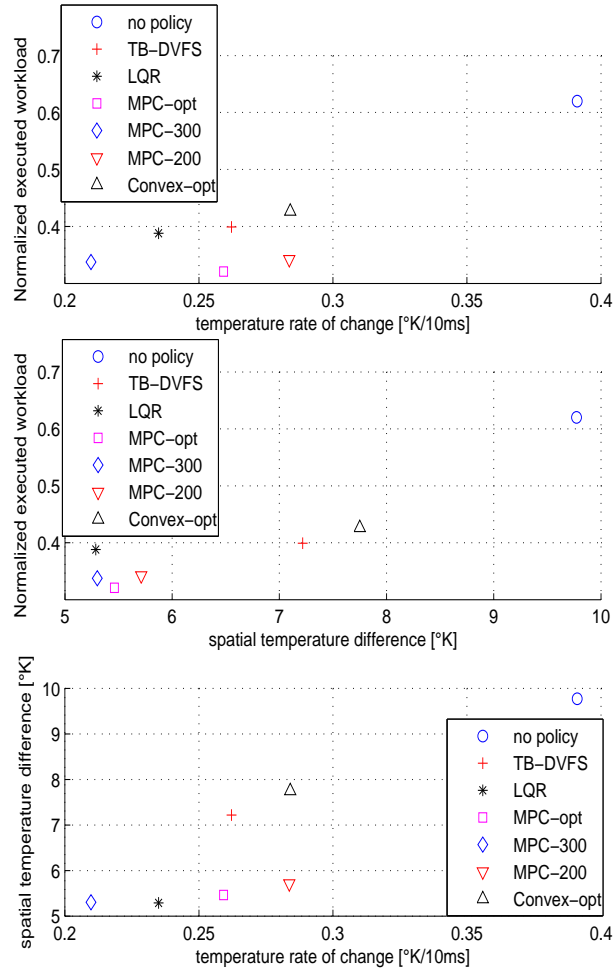 0.7
0.6
0.5
0.4
Normalized executed workload
no policy
TB−DVFS
LQR
MPC−opt
MPC−300
MPC−200
Convex−opt
0.2
0.25
0.3
0.35
0.4
temperature rate of change [°K/10ms]
0.7
0.6
0.5
0.4
Normalized executed workload
no policy
TB−DVFS
LQR
MPC−opt
MPC−300
MPC−200
Convex−opt
5
6
7
8
9
10
spatial temperature difference [°K]
10
9
8
7
6
5
spatial temperature difference [°K]
no policy
TB−DVFS
LQR
MPC−opt
MPC−300
MPC−200
Convex−opt
0.2
0.25
0.3
0.35
0.4
temperature rate of change [°K/10ms]